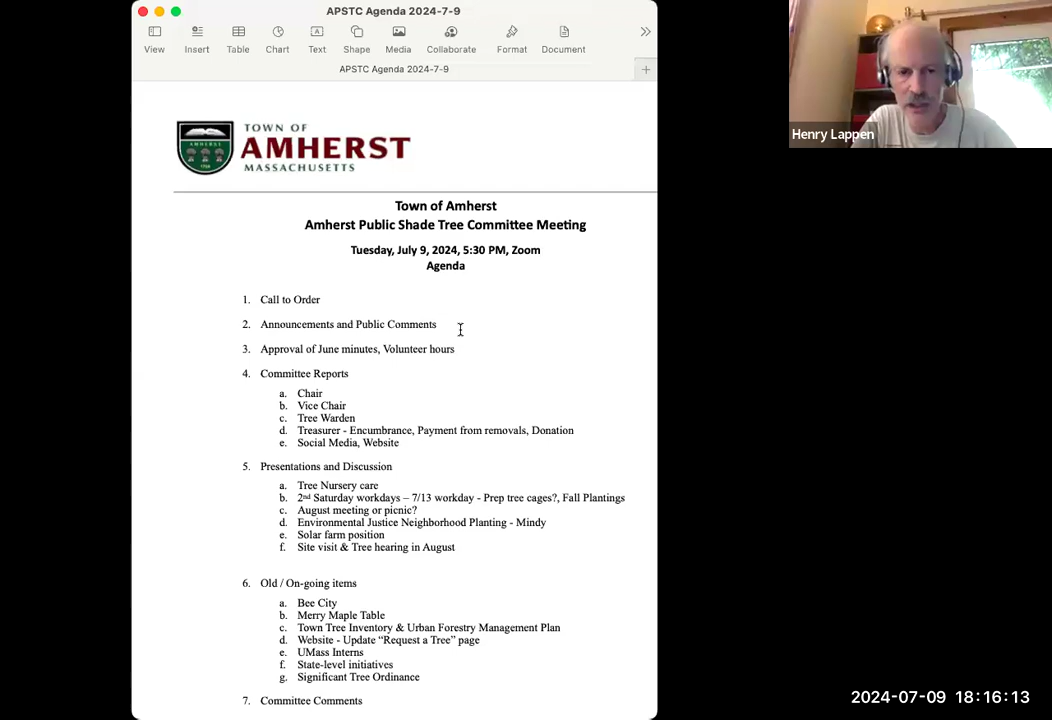 APSTC Agenda 2024-7-9
View Insert Table Chart Text Shape Media Collaborate Format Document
APSTC Agenda 2024-7-9
TOWN OF
AMHERST
MASSACHUSETTS
Town of Amherst
Amherst Public Shade Tree Committee Meeting
Tuesday, July 9, 2024, 5:30 PM, Zoom
Agenda
1. Call to Order
2. Announcements and Public Comments
3. Approval of June minutes, Volunteer hours
4. Committee Reports
a. Chair
b. Vice Chair
c. Tree Warden
d. Treasurer - Encumbrance, Payment from removals, Donation
e. Social Media, Website
5. Presentations and Discussion
a. Tree Nursery care
b. 2nd Saturday workdays – 7/13 workday - Prep tree cages?, Fall Plantings
c. August meeting or picnic?
d. Environmental Justice Neighborhood Planting - Mindy
e. Solar farm position
f. Site visit & Tree hearing in August
6. Old / On-going items
a. Bee City
b. Merry Maple Table
c. Town Tree Inventory & Urban Forestry Management Plan
d. Website - Update “Request a Tree” page
e. UMass Interns
f. State-level initiatives
g. Significant Tree Ordinance
7. Committee Comments
Henry Lappen
2024-07-09 18:16:13